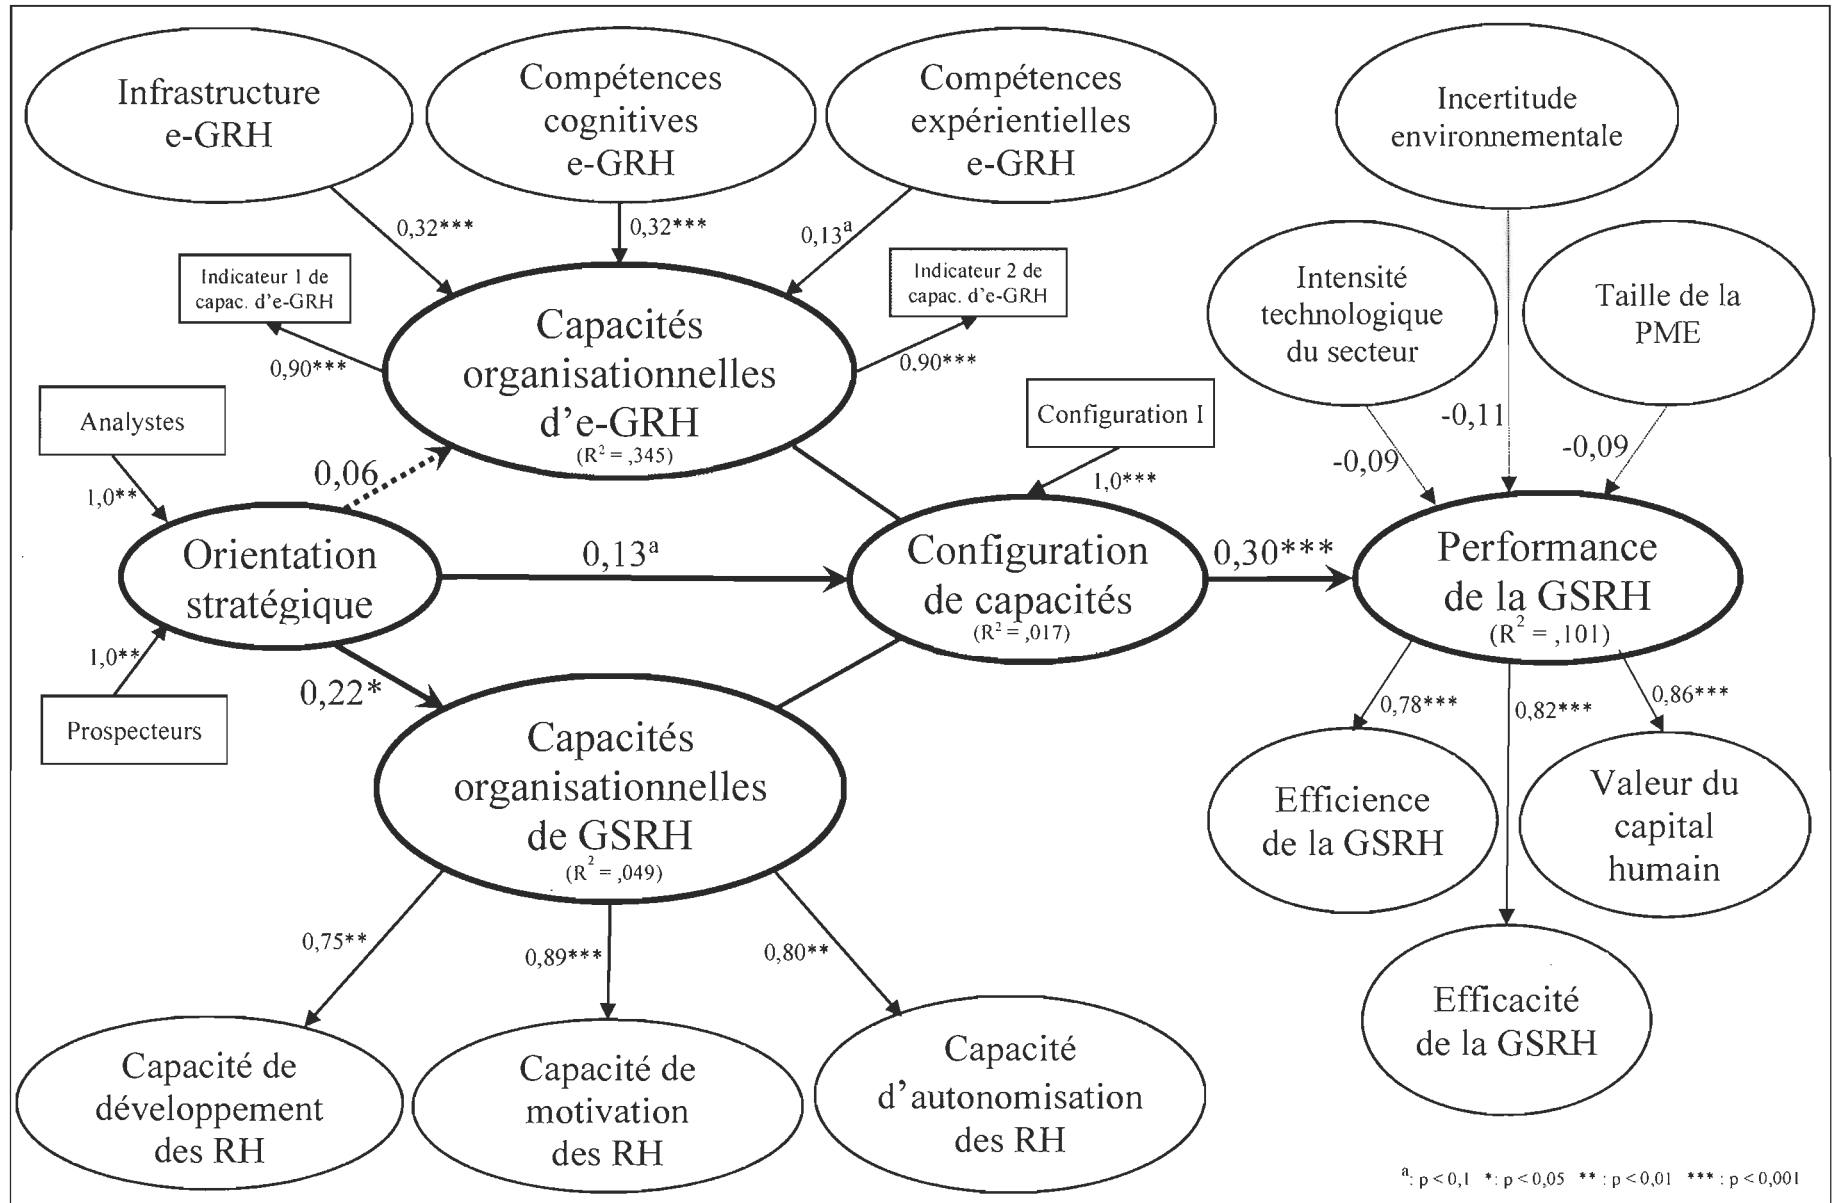 Infrastructure
e-GRH
Compétences
cognitives
e-GRH
Compétences
expérientielles
e-GRH
Incertitude
environnementale
0,32***
0,32***
0,13ᵃ
Indicateur 1 de
capac. d'e-GRH
Indicateur 2 de
capac. d'e-GRH
Intensité
technologique
du secteur
Taille de la
PME
Capacités
organisationnelles
d'e-GRH
(R² = ,345)
0,90***
0,90***
Analystes
Configuration I
-0,09
-0,11
-0,09
1,0**
0,06
1,0***
Orientation
stratégique
0,13ᵃ
Configuration
de capacités
(R² = ,017)
0,30***
Performance
de la GSRH
(R² = ,101)
1,0**
Prospecteurs
0,22*
Capacités
organisationnelles
de GSRH
(R² = ,049)
0,78***
0,82***
0,86***
Efficience
de la GSRH
Valeur du
capital
humain
Efficacité
de la GSRH
0,75**
0,89***
0,80**
Capacité de
développement
des RH
Capacité de
motivation
des RH
Capacité
d'autonomisation
des RH
ᵃ: p < 0,1 *: p < 0,05 ** : p < 0,01 *** : p < 0,001